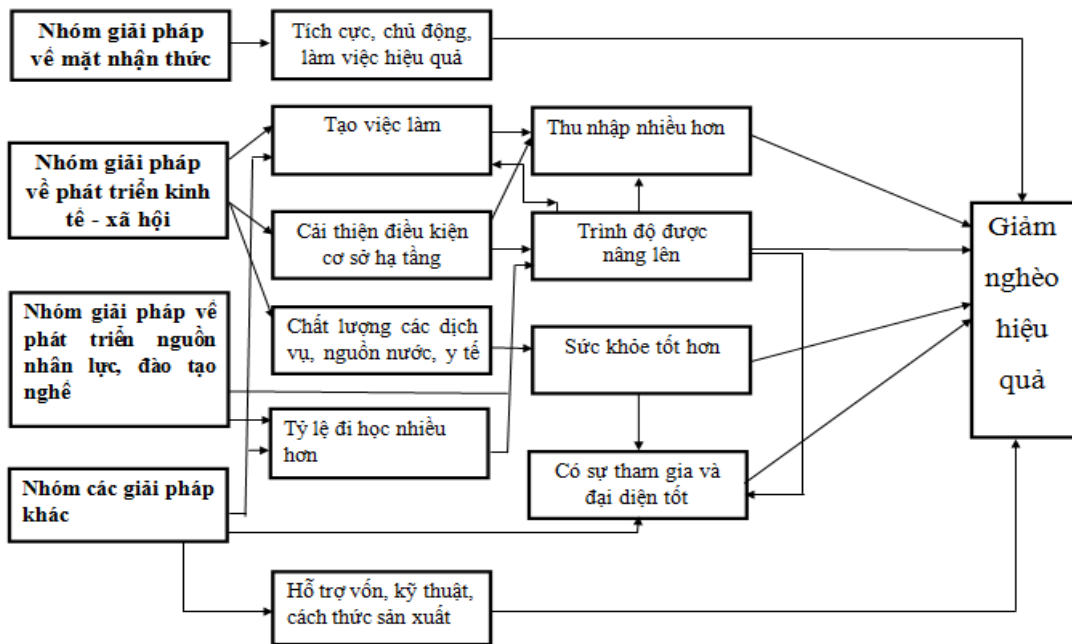 Nhóm giải pháp
về mặt nhận thức
Tích cực, chủ động,
làm việc hiệu quả
Tạo việc làm
Thu nhập nhiều hơn
Nhóm giải pháp
về phát triển kinh
tế - xã hội
Cải thiện điều kiện
cơ sở hạ tầng
Trình độ được
nâng lên
Giảm
nghèo
hiệu
quả
Nhóm giải pháp về
phát triển nguồn
nhân lực, đào tạo
nghề
Chất lượng các dịch
vụ, nguồn nước, y tế
Sức khỏe tốt hơn
Tỷ lệ đi học nhiều
hơn
Có sự tham gia và
đại diện tốt
Nhóm các giải pháp
khác
Hỗ trợ vốn, kỹ thuật,
cách thức sản xuất